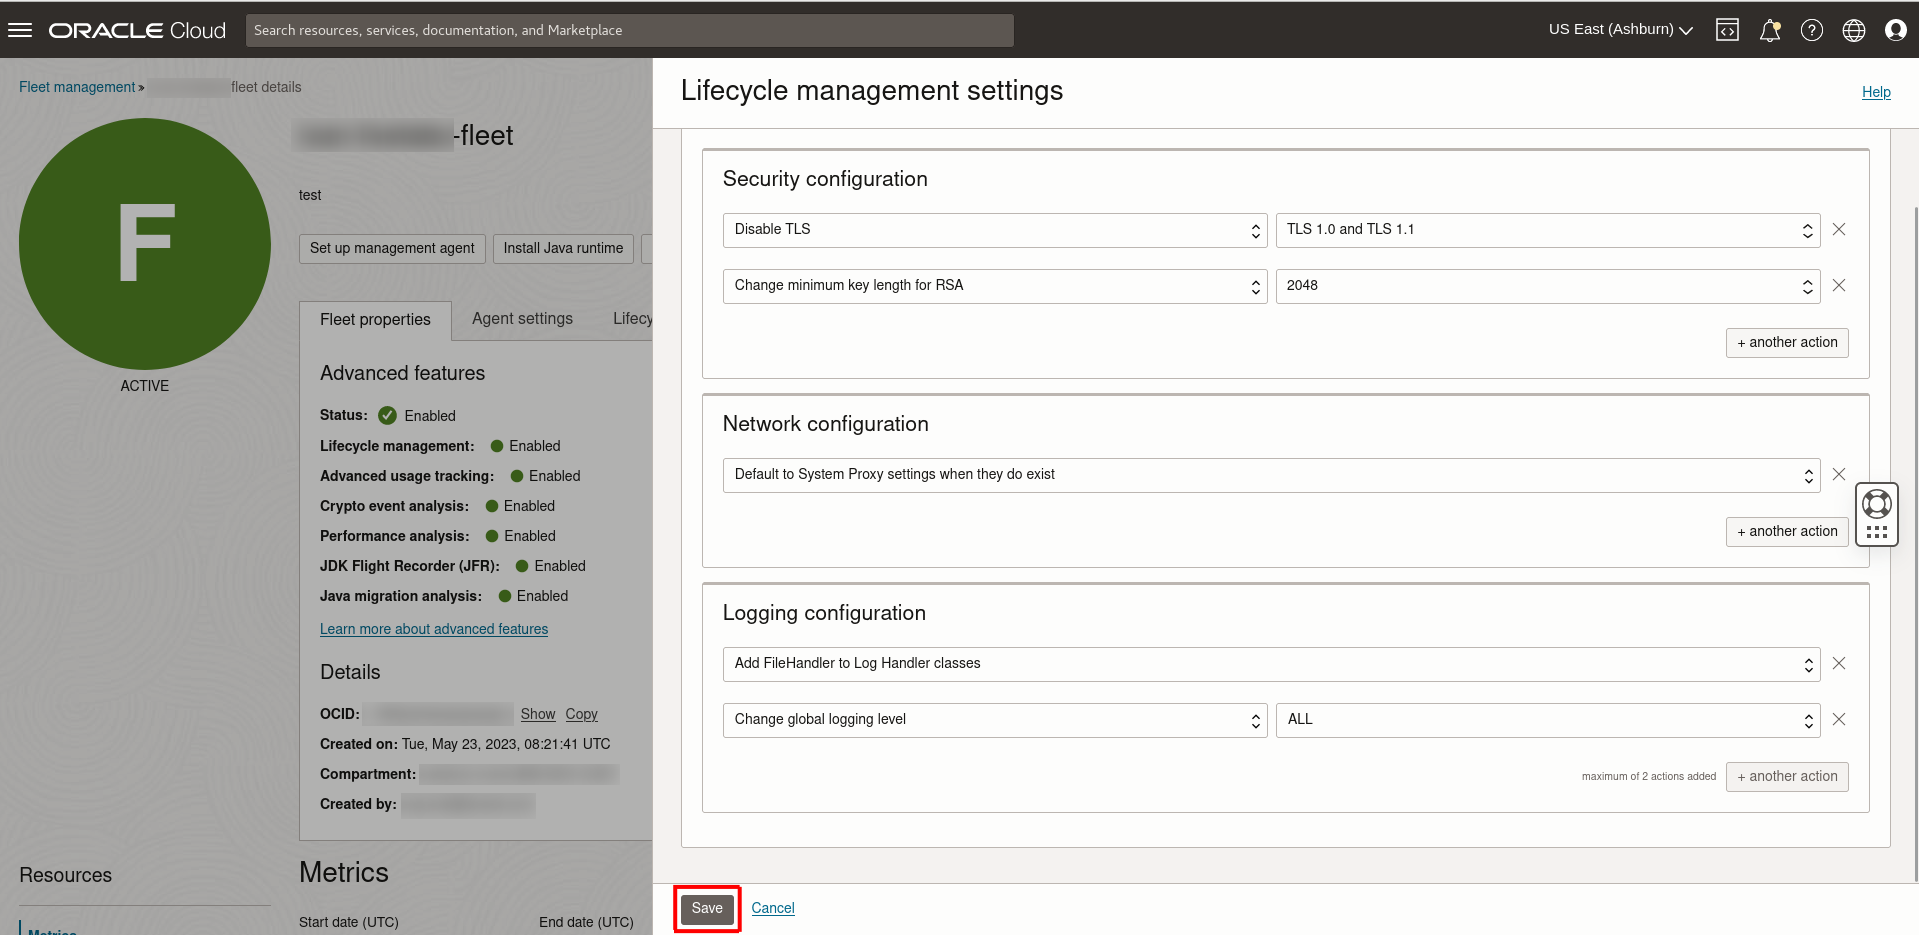 ORACLE Cloud
Search resources, services, documentation, and Marketplace
US East (Ashburn)
Fleet management » fleet details
F
ACTIVE
-fleet
test
Set up management agent
Install Java runtime
Fleet properties
Agent settings
Lifecy
Advanced features
Status: Enabled
Lifecycle management: Enabled
Advanced usage tracking: Enabled
Crypto event analysis: Enabled
Performance analysis: Enabled
JDK Flight Recorder (JFR): Enabled
Java migration analysis: Enabled
Learn more about advanced features
Details
OCID: Show Copy
Created on: Tue, May 23, 2023, 08:21:41 UTC
Compartment:
Created by:
Resources
Metrics
Metrics
Start date (UTC)
End date (UTC)
Lifecycle management settings
Help
Security configuration
Disable TLS
TLS 1.0 and TLS 1.1
Change minimum key length for RSA
2048
+ another action
Network configuration
Default to System Proxy settings when they do exist
+ another action
Logging configuration
Add FileHandler to Log Handler classes
Change global logging level
ALL
maximum of 2 actions added
+ another action
Save
Cancel